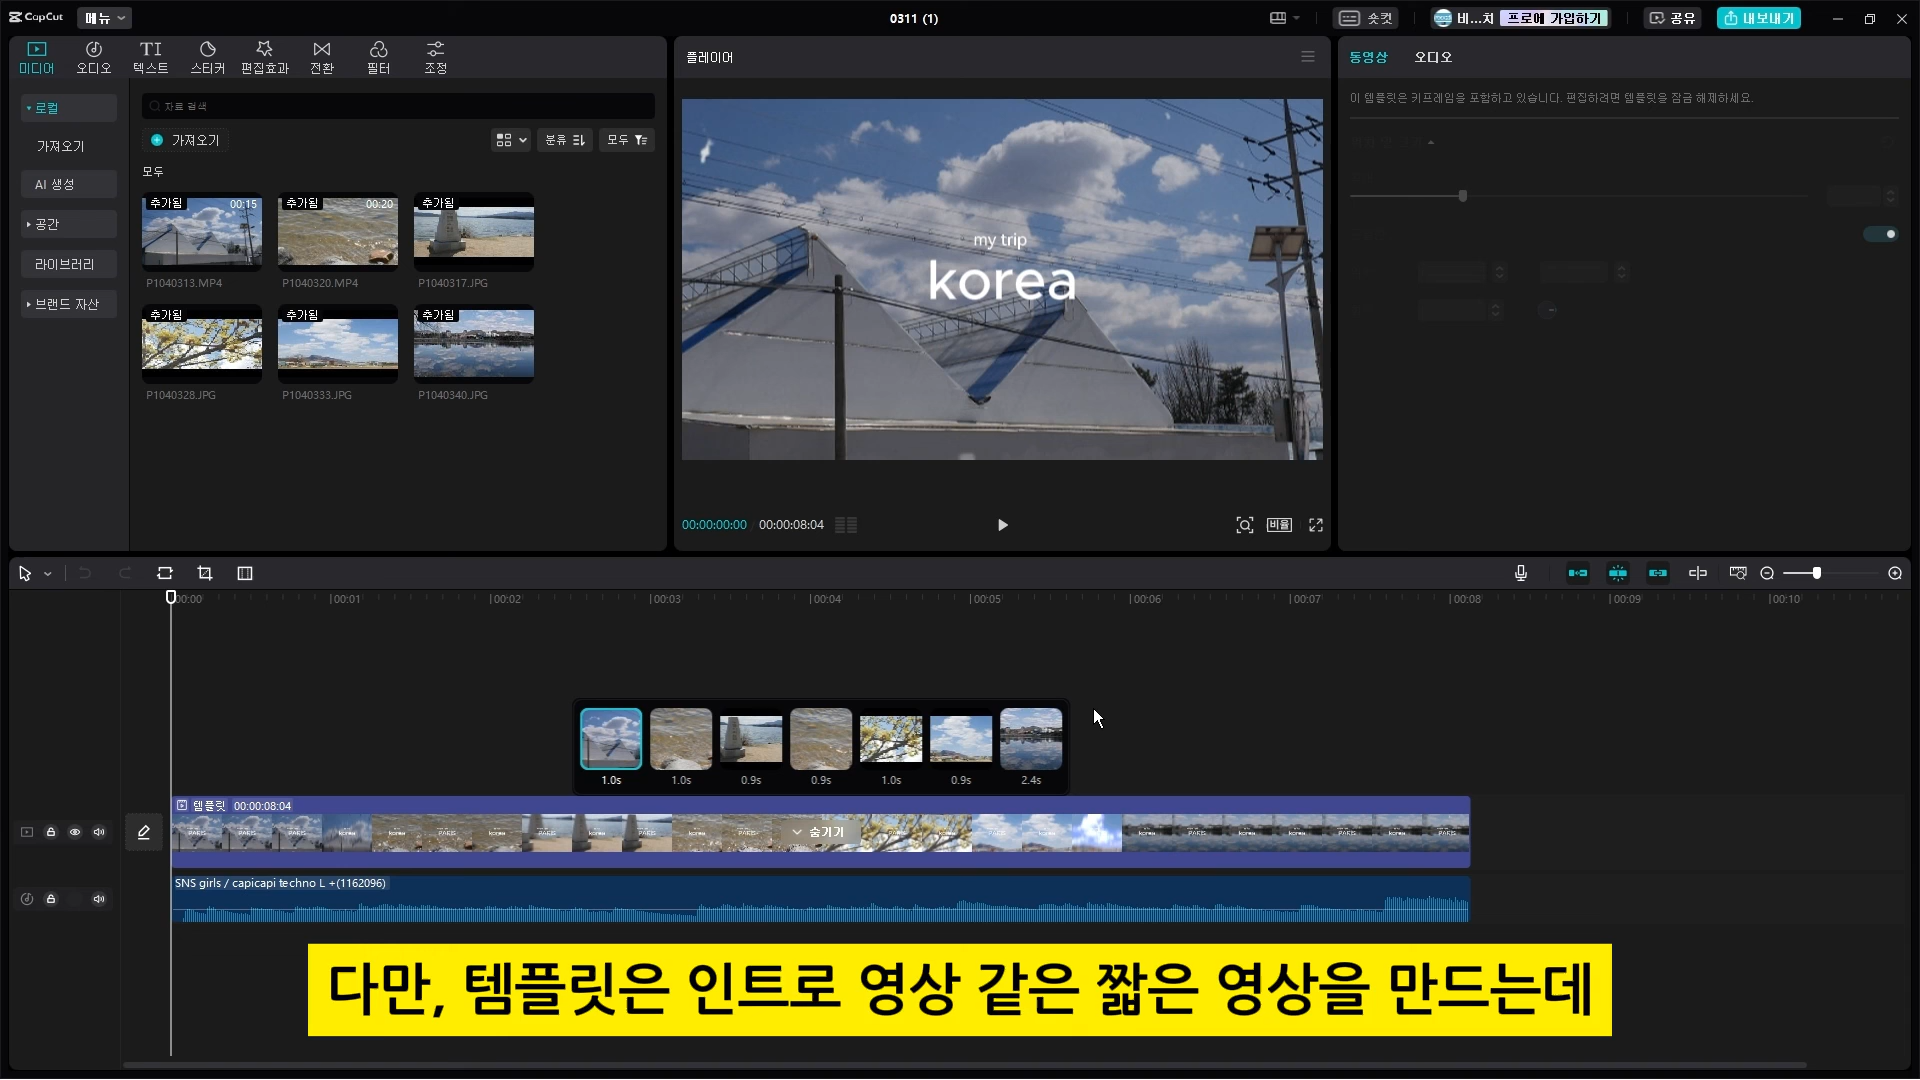 CapCut
메뉴
0311 (1)
숏컷
비...치
프로에 가입하기
공유
내보내기
미디어
오디오
텍스트
스티커
편집효과
전환
필터
조정
로컬
가져오기
AI 생성
공간
라이브러리
브랜드 자산
자료 검색
가져오기
분류
모두
모두
추가됨 00:15
추가됨 00:20
추가됨
P1040313.MP4
P1040320.MP4
P1040317.JPG
추가됨
추가됨
추가됨
P1040328.JPG
P1040333.JPG
P1040340.JPG
플레이어
my trip
korea
00:00:00:00
00:00:08:04
비율
동영상
오디오
이 템플릿은 키프레임을 포함하고 있습니다. 편집하려면 템플릿을 잠금 해제하세요.
00:00
00:01
00:02
00:03
00:04
00:05
00:06
00:07
00:08
00:09
00:10
1.0s
1.0s
0.9s
0.9s
1.0s
0.9s
2.4s
템플릿 00:00:08:04
숨기기
SNS girls / capicapi techno L +(1162096)
다만, 템플릿은 인트로 영상 같은 짧은 영상을 만드는데